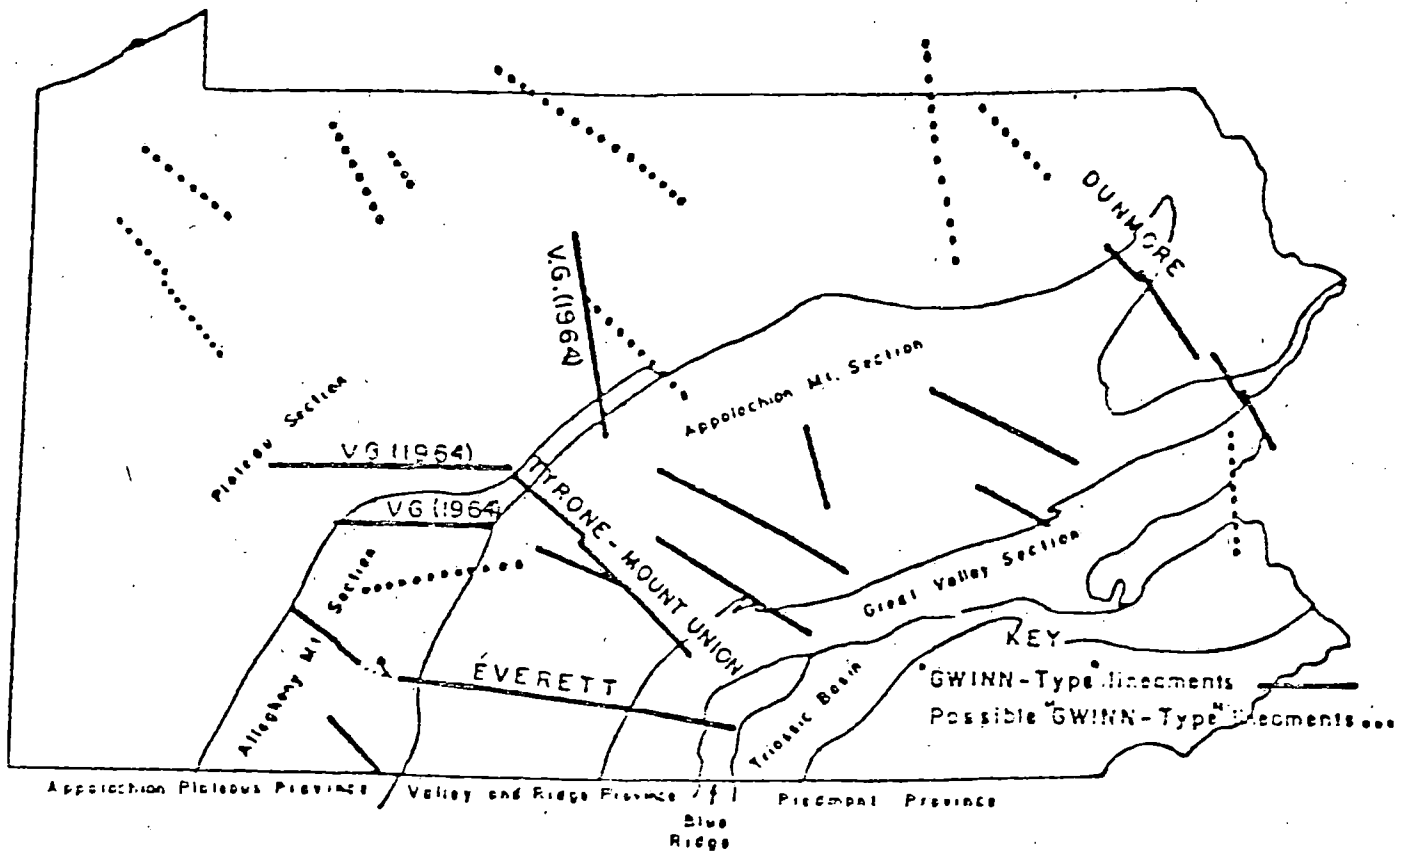 DUNMORE
V.G. (1964)
Appalachian Mt. Section
Plateau Section
V G (1964)
TYRONE - MOUNT UNION
V G (1964)
Great Valley Section
Allegheny Mt Section
KEY
EVERETT
"GWINN-Type" lineaments
Possible "GWINN-Type" lineaments
Triassic Basin
Appalachian Plateaus Province
Valley and Ridge Province
Piedmont Province
Blue
Ridge